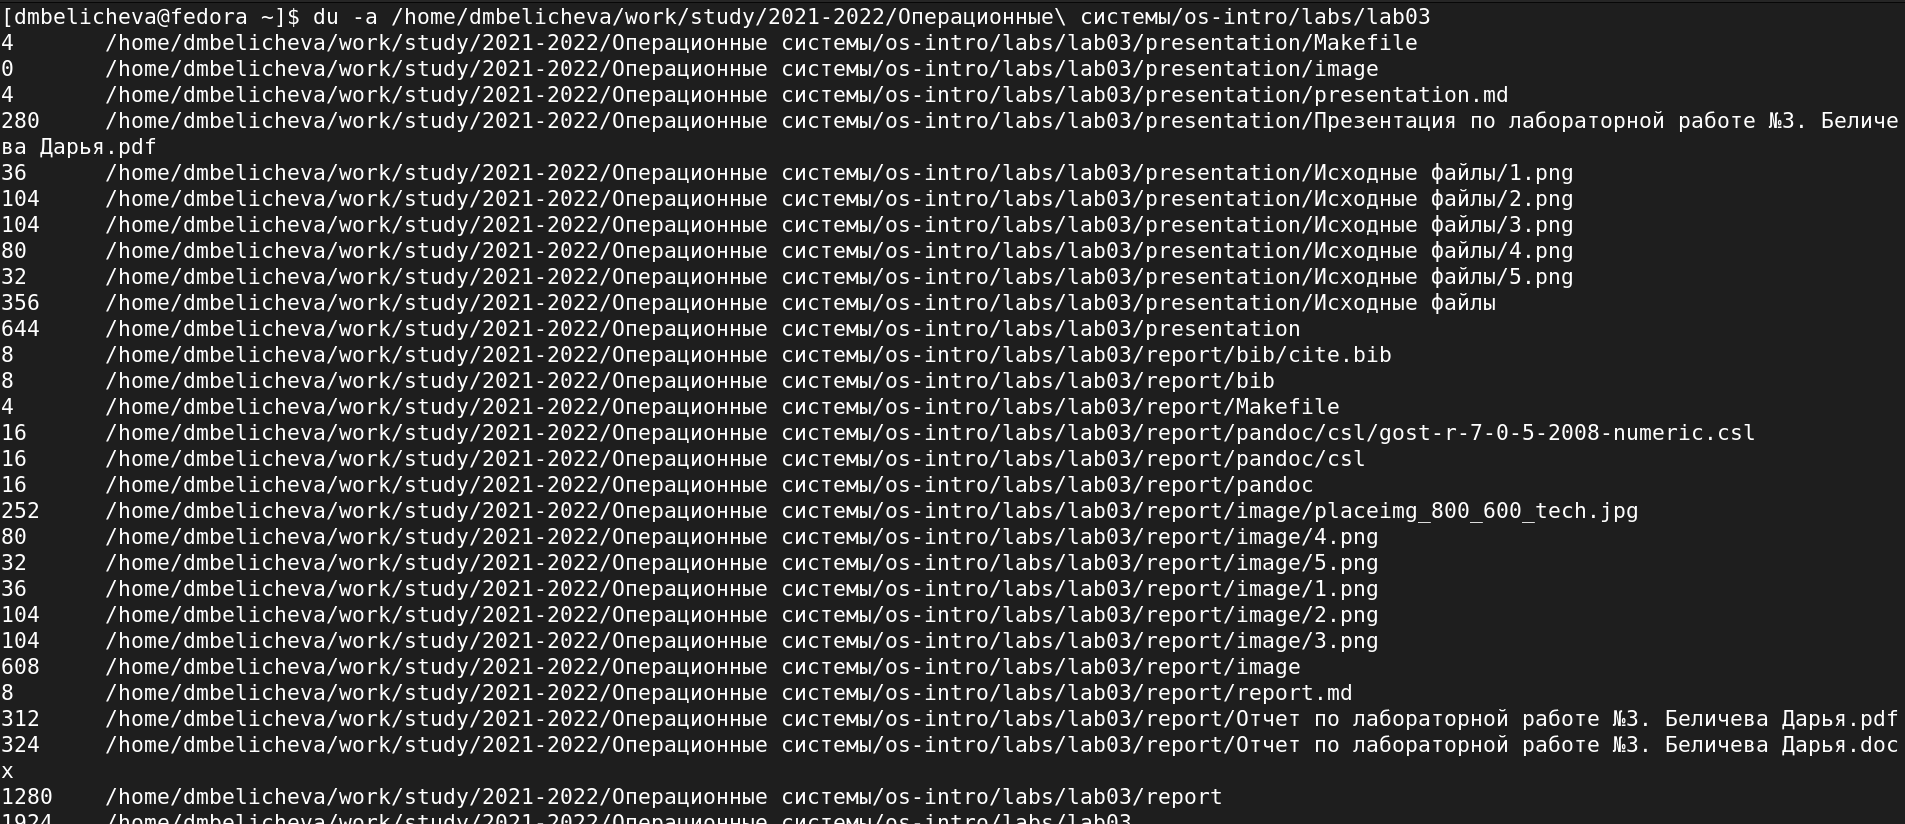 [dmbelicheva@fedora ~]$ du -a /home/dmbelicheva/work/study/2021-2022/Операционные\ системы/os-intro/labs/lab03
4 /home/dmbelicheva/work/study/2021-2022/Операционные системы/os-intro/labs/lab03/presentation/Makefile
0 /home/dmbelicheva/work/study/2021-2022/Операционные системы/os-intro/labs/lab03/presentation/image
4 /home/dmbelicheva/work/study/2021-2022/Операционные системы/os-intro/labs/lab03/presentation/presentation.md
280 /home/dmbelicheva/work/study/2021-2022/Операционные системы/os-intro/labs/lab03/presentation/Презентация по лабораторной работе №3. Беличе
ва Дарья.pdf
36 /home/dmbelicheva/work/study/2021-2022/Операционные системы/os-intro/labs/lab03/presentation/Исходные файлы/1.png
104 /home/dmbelicheva/work/study/2021-2022/Операционные системы/os-intro/labs/lab03/presentation/Исходные файлы/2.png
104 /home/dmbelicheva/work/study/2021-2022/Операционные системы/os-intro/labs/lab03/presentation/Исходные файлы/3.png
80 /home/dmbelicheva/work/study/2021-2022/Операционные системы/os-intro/labs/lab03/presentation/Исходные файлы/4.png
32 /home/dmbelicheva/work/study/2021-2022/Операционные системы/os-intro/labs/lab03/presentation/Исходные файлы/5.png
356 /home/dmbelicheva/work/study/2021-2022/Операционные системы/os-intro/labs/lab03/presentation/Исходные файлы
644 /home/dmbelicheva/work/study/2021-2022/Операционные системы/os-intro/labs/lab03/presentation
8 /home/dmbelicheva/work/study/2021-2022/Операционные системы/os-intro/labs/lab03/report/bib/cite.bib
8 /home/dmbelicheva/work/study/2021-2022/Операционные системы/os-intro/labs/lab03/report/bib
4 /home/dmbelicheva/work/study/2021-2022/Операционные системы/os-intro/labs/lab03/report/Makefile
16 /home/dmbelicheva/work/study/2021-2022/Операционные системы/os-intro/labs/lab03/report/pandoc/csl/gost-r-7-0-5-2008-numeric.csl
16 /home/dmbelicheva/work/study/2021-2022/Операционные системы/os-intro/labs/lab03/report/pandoc/csl
16 /home/dmbelicheva/work/study/2021-2022/Операционные системы/os-intro/labs/lab03/report/pandoc
252 /home/dmbelicheva/work/study/2021-2022/Операционные системы/os-intro/labs/lab03/report/image/placeimg_800_600_tech.jpg
80 /home/dmbelicheva/work/study/2021-2022/Операционные системы/os-intro/labs/lab03/report/image/4.png
32 /home/dmbelicheva/work/study/2021-2022/Операционные системы/os-intro/labs/lab03/report/image/5.png
36 /home/dmbelicheva/work/study/2021-2022/Операционные системы/os-intro/labs/lab03/report/image/1.png
104 /home/dmbelicheva/work/study/2021-2022/Операционные системы/os-intro/labs/lab03/report/image/2.png
104 /home/dmbelicheva/work/study/2021-2022/Операционные системы/os-intro/labs/lab03/report/image/3.png
608 /home/dmbelicheva/work/study/2021-2022/Операционные системы/os-intro/labs/lab03/report/image
8 /home/dmbelicheva/work/study/2021-2022/Операционные системы/os-intro/labs/lab03/report/report.md
312 /home/dmbelicheva/work/study/2021-2022/Операционные системы/os-intro/labs/lab03/report/Отчет по лабораторной работе №3. Беличева Дарья.pdf
324 /home/dmbelicheva/work/study/2021-2022/Операционные системы/os-intro/labs/lab03/report/Отчет по лабораторной работе №3. Беличева Дарья.doc
x
1280 /home/dmbelicheva/work/study/2021-2022/Операционные системы/os-intro/labs/lab03/report
1924 /home/dmbelicheva/work/study/2021-2022/Операционные системы/os-intro/labs/lab03